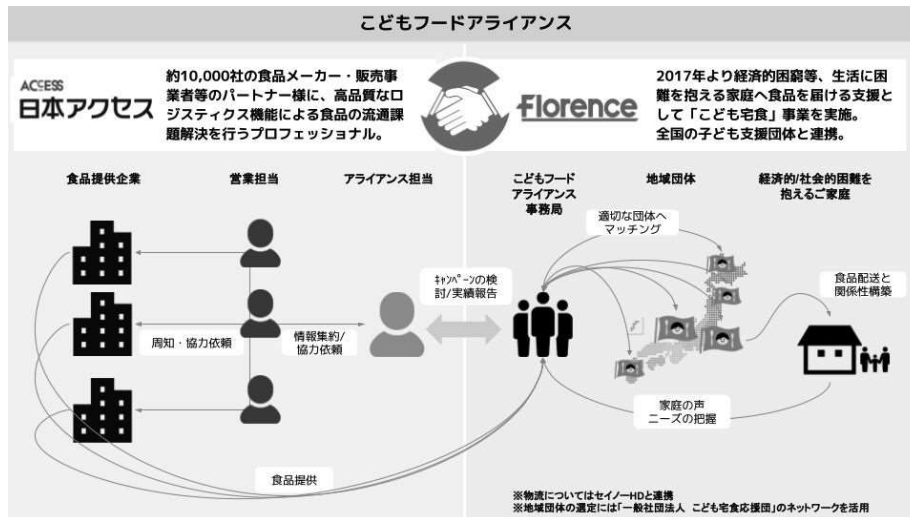 こどもフードアライアンス
ACCESS
日本アクセス
約10,000社の食品メーカー・販売事
業者等のパートナー様に、高品質なロ
ジスティクス機能による食品の流通課
題解決を行うプロフェッショナル。
Florence
2017年より経済的困窮等、生活に困
難を抱える家庭へ食品を届ける支援と
して「こども宅食」事業を実施。
全国の子ども支援団体と連携。
食品提供企業
営業担当
アライアンス担当
こどもフード
アライアンス
事務局
地域団体
経済的/社会的困難を
抱えるご家庭
適切な団体へ
マッチング
ｷｬﾝﾍﾟｰﾝの検
討/実績報告
食品配送と
関係性構築
周知・協力依頼
情報集約/
協力依頼
家庭の声
ニーズの把握
食品提供
※物流についてはセイノーHDと連携
※地域団体の選定には「一般社団法人 こども宅食応援団」のネットワークを活用